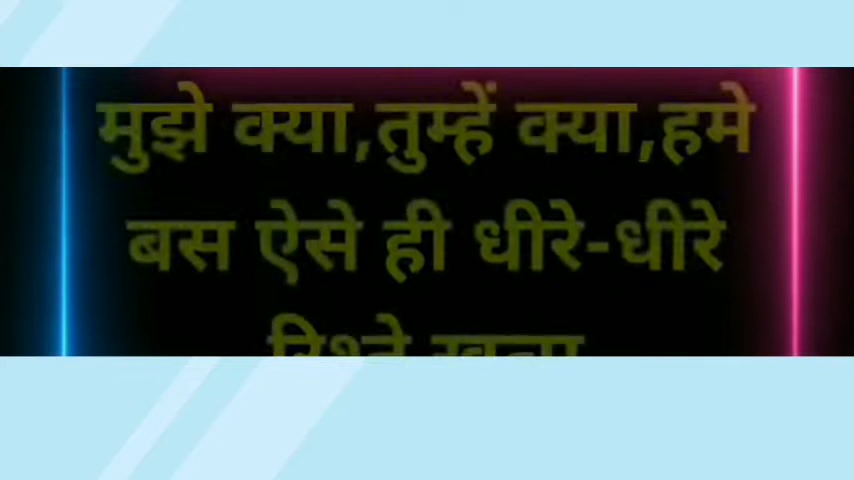 मुझे क्या,तुम्हें क्या,हमे
बस ऐसे ही धीरे-धीरे
रिश्ते